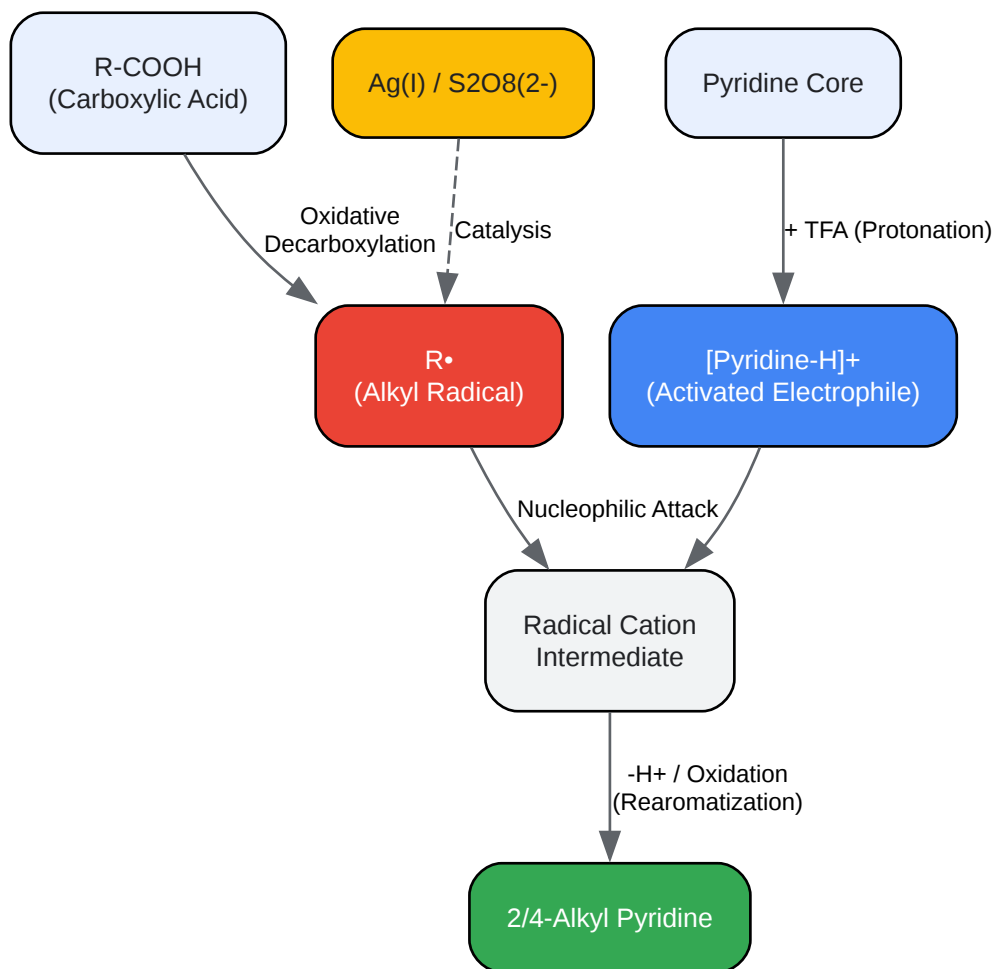 R-COOH
(Carboxylic Acid)
Ag(I) / S2O8(2-)
Pyridine Core
Oxidative
Decarboxylation
Catalysis
+ TFA (Protonation)
R•
(Alkyl Radical)
[Pyridine-H]+
(Activated Electrophile)
Nucleophilic Attack
Radical Cation
Intermediate
-H+ / Oxidation
(Rearomatization)
2/4-Alkyl Pyridine